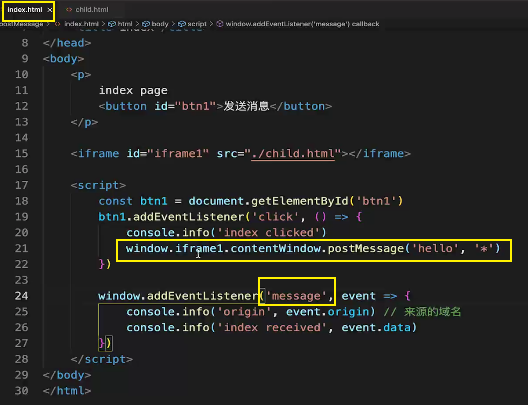 index.html × <> child.html
postMessage > <> index.html > html > body > script > window.addEventListener('message') callback
8 </head>
9 <body>
10 <p>
11 index page
12 <button id="btn1">发送消息</button>
13 </p>
14
15 <iframe id="iframe1" src="./child.html"></iframe>
16
17 <script>
18 const btn1 = document.getElementById('btn1')
19 btn1.addEventListener('click', () => {
20 console.info('index clicked')
21 window.iframe1.contentWindow.postMessage('hello', '*')
22 })
23
24 window.addEventListener('message', event => {
25 console.info('origin', event.origin) // 来源的域名
26 console.info('index received', event.data)
27 })
28 </script>
29 </body>
30 </html>